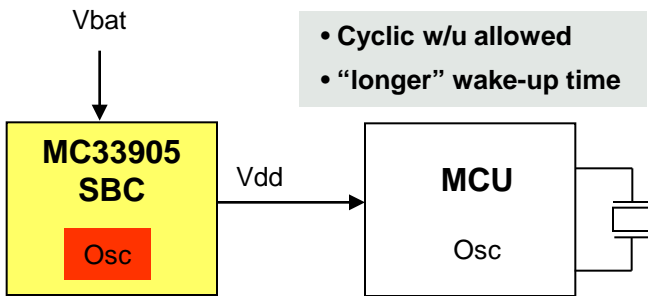 Vbat
• Cyclic w/u allowed
• “longer” wake-up time
MC33905
SBC
Osc
Vdd
MCU
Osc